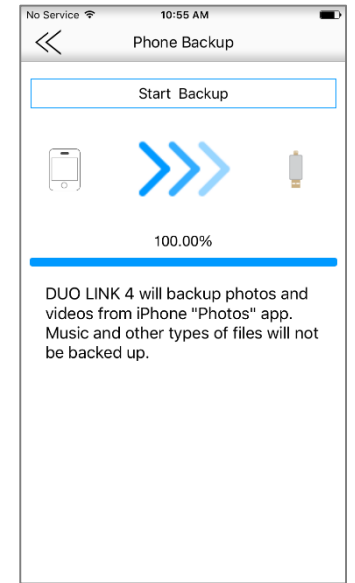 No Service 10:55 AM
Phone Backup
Start Backup
100.00%
DUO LINK 4 will backup photos and
videos from iPhone "Photos" app.
Music and other types of files will not
be backed up.